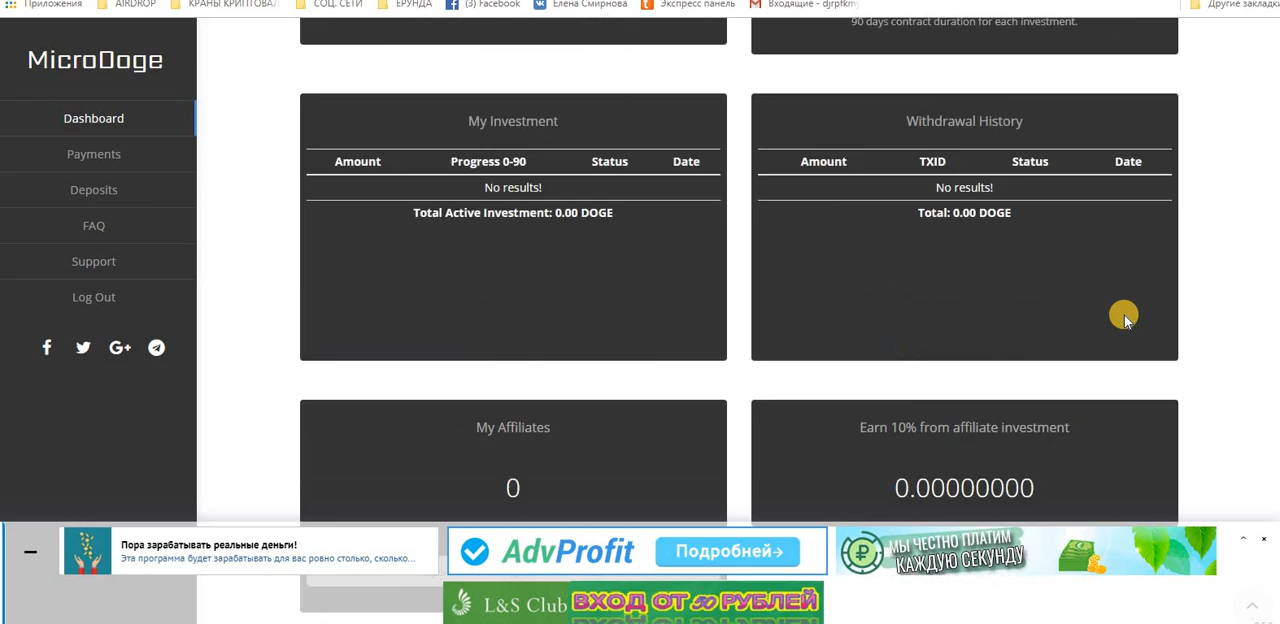 Приложения AIRDROP КРАНЫ КРИПТОВАЛ СОЦ. СЕТИ ЕРУНДА (3) Facebook Елена Смирнова Экспресс панель Входящие - djrpfkmy Другие закладки
MicroDoge
Dashboard
Payments
Deposits
FAQ
Support
Log Out
90 days contract duration for each investment.
My Investment
Amount Progress 0-90 Status Date
No results!
Total Active Investment: 0.00 DOGE
Withdrawal History
Amount TXID Status Date
No results!
Total: 0.00 DOGE
My Affiliates
0
Earn 10% from affiliate investment
0.00000000
Пора зарабатывать реальные деньги!
Эта программа будет зарабатывать для вас ровно столько, сколько...
AdvProfit Подробней→
МЫ ЧЕСТНО ПЛАТИМ
КАЖДУЮ СЕКУНДУ
L&S Club ВХОД ОТ 50 РУБЛЕЙ